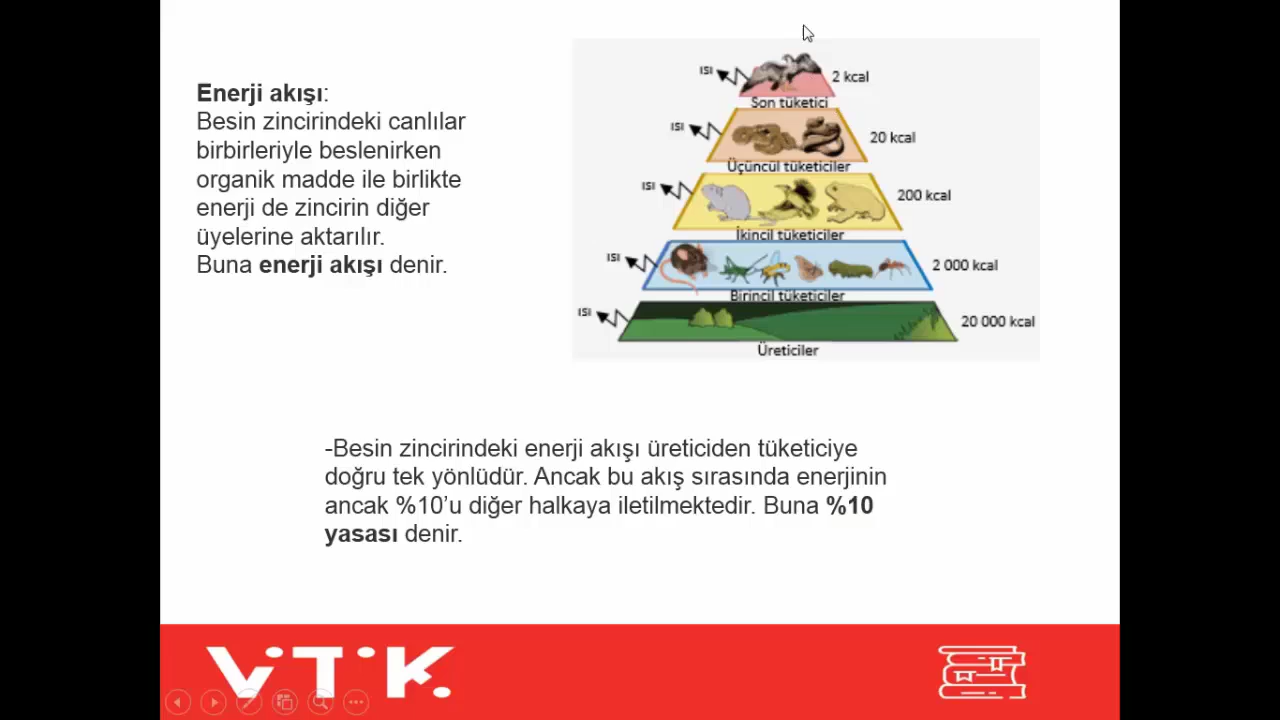 Enerji akışı:
Besin zincirindeki canlılar
birbirleriyle beslenirken
organik madde ile birlikte
enerji de zincirin diğer
üyelerine aktarılır.
Buna enerji akışı denir.
ISI
2 kcal
Son tüketici
ISI
20 kcal
Üçüncül tüketiciler
ISI
200 kcal
İkincil tüketiciler
ISI
2 000 kcal
Birincil tüketiciler
ISI
20 000 kcal
Üreticiler
-Besin zincirindeki enerji akışı üreticiden tüketiciye
doğru tek yönlüdür. Ancak bu akış sırasında enerjinin
ancak %10’u diğer halkaya iletilmektedir. Buna %10
yasası denir.
ViTiK.